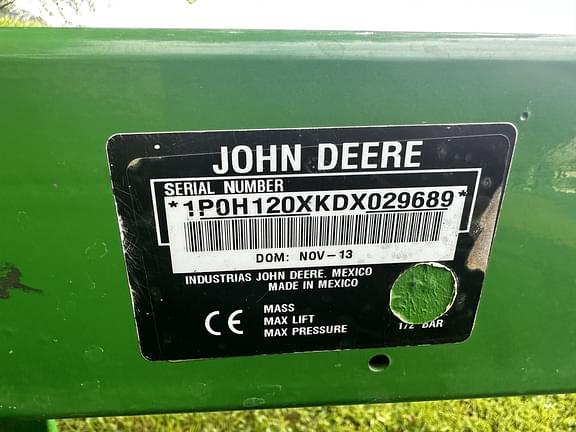 JOHN DEERE
SERIAL NUMBER
*1P0H120XKDX029689*
DOM: NOV-13
INDUSTRIAS JOHN DEERE, MEXICO
MADE IN MEXICO
CE
MASS
MAX LIFT
MAX PRESSURE
172 BAR